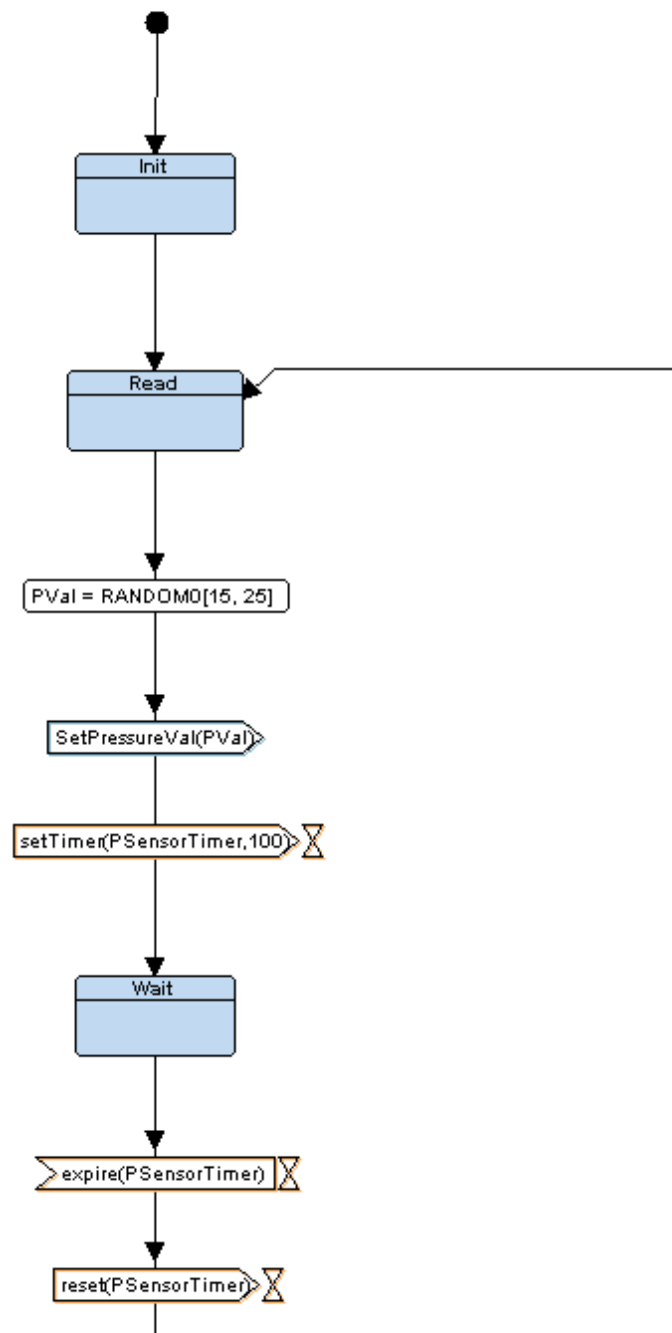 Init
Read
PVal = RANDOM0[15, 25]
SetPressureVal(PVal)
setTimer(PSensorTimer,100)
Wait
expire(PSensorTimer)
reset(PSensorTimer)